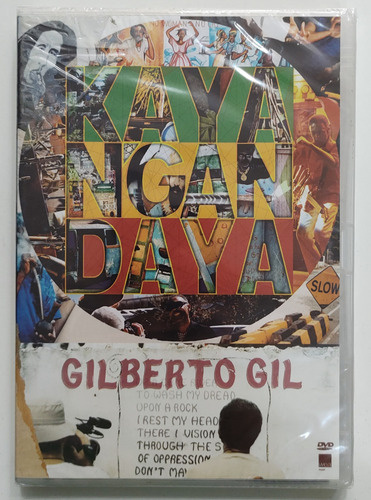 KAYA
NGAN
DAYA
SLOW
GILBERTO GIL
TO WASH MY DREAD
UPON A ROCK
I REST MY HEAD
THERE I VISION
THROUGH THE S
OF OPPRESSION
DON'T MA
DVD